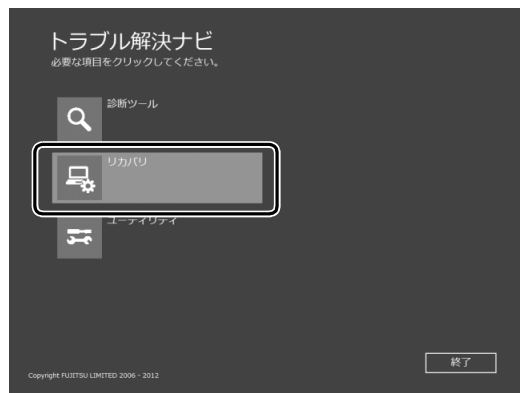 トラブル解決ナビ
必要な項目をクリックしてください。
診断ツール
リカバリ
ユーティリティ
終了
Copyright FUJITSU LIMITED 2006 - 2012